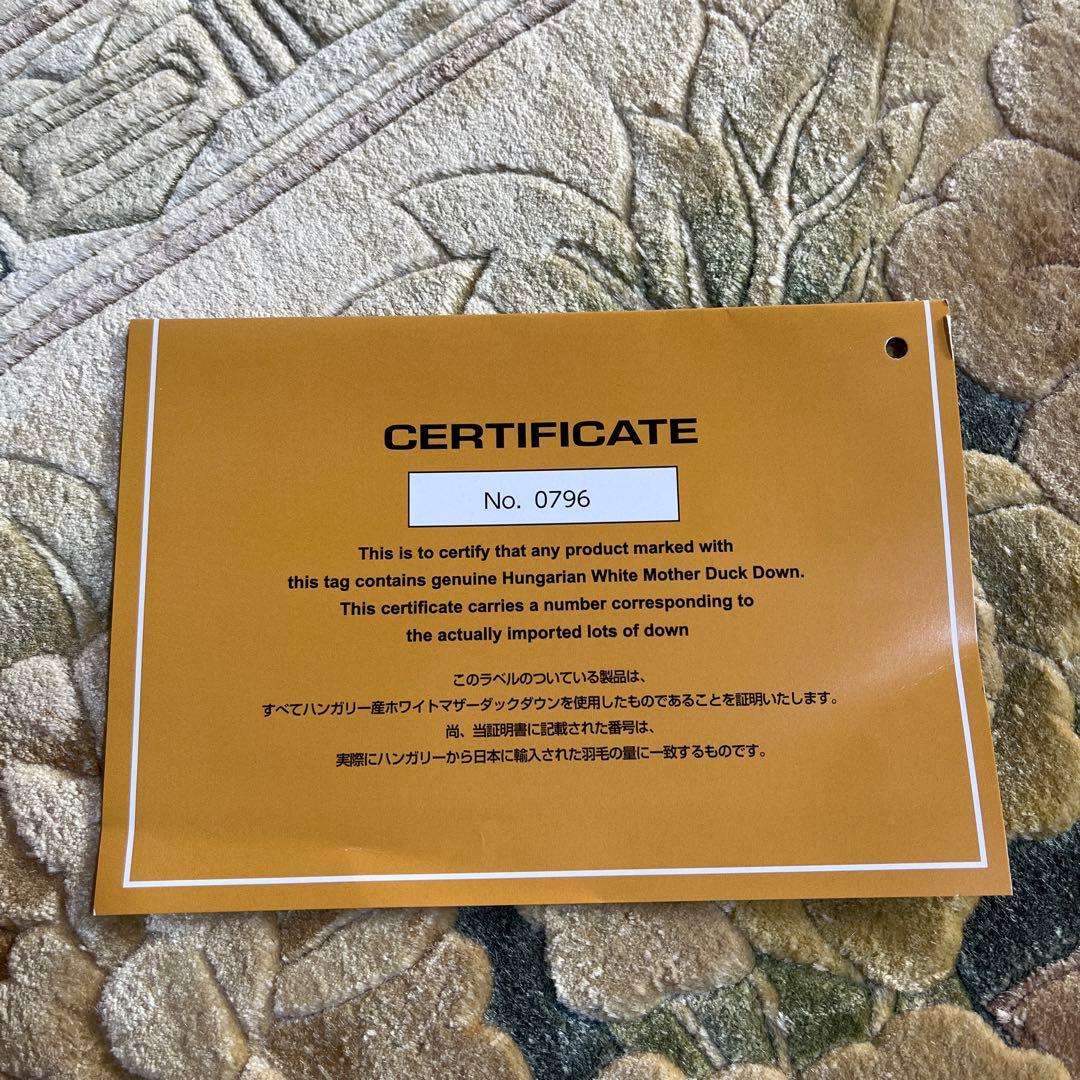 CERTIFICATE
No. 0796
This is to certify that any product marked with
this tag contains genuine Hungarian White Mother Duck Down.
This certificate carries a number corresponding to
the actually imported lots of down
このラベルのついている製品は、
すべてハンガリー産ホワイトマザーダックダウンを使用したものであることを証明いたします。
尚、当証明書に記載された番号は、
実際にハンガリーから日本に輸入された羽毛の量に一致するものです。